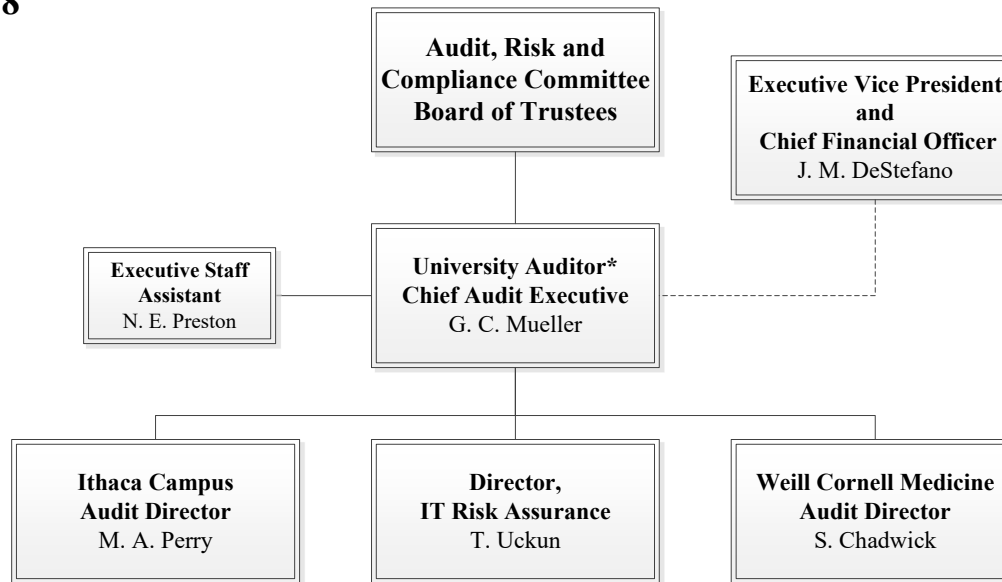 8
Audit, Risk and
Compliance Committee
Board of Trustees
Executive Vice President
and
Chief Financial Officer
J. M. DeStefano
Executive Staff
Assistant
N. E. Preston
University Auditor*
Chief Audit Executive
G. C. Mueller
Ithaca Campus
Audit Director
M. A. Perry
Director,
IT Risk Assurance
T. Uckun
Weill Cornell Medicine
Audit Director
S. Chadwick